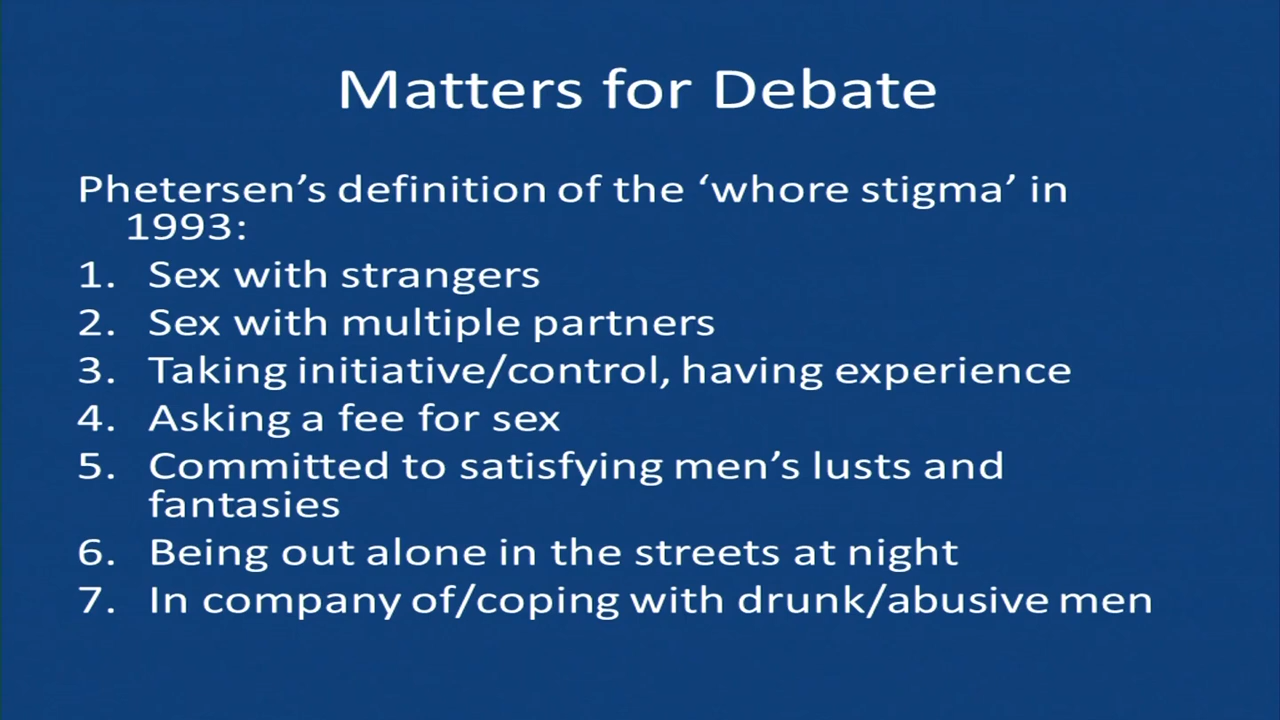 Matters for Debate
Phetersen’s definition of the ‘whore stigma’ in
1993:
1. Sex with strangers
2. Sex with multiple partners
3. Taking initiative/control, having experience
4. Asking a fee for sex
5. Committed to satisfying men’s lusts and
fantasies
6. Being out alone in the streets at night
7. In company of/coping with drunk/abusive men